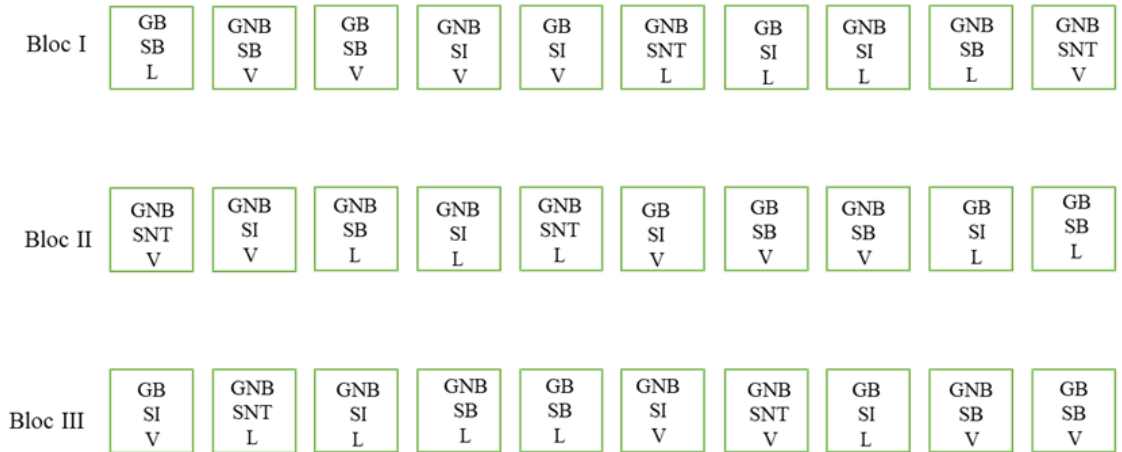 Bloc I
GB GNB GB GNB GB GNB GB GNB GNB GNB
SB SB SB SI SI SNT SI SI SB SNT
L V V V V L L L L V
Bloc II
GNB GNB GNB GNB GNB GB GB GNB GB GB
SNT SI SB SI SNT SI SB SB SI SB
V V L L L V V V L L
Bloc III
GB GNB GNB GNB GB GNB GNB GB GNB GB
SI SNT SI SB SB SI SNT SI SB SB
V L L L L V V L V V